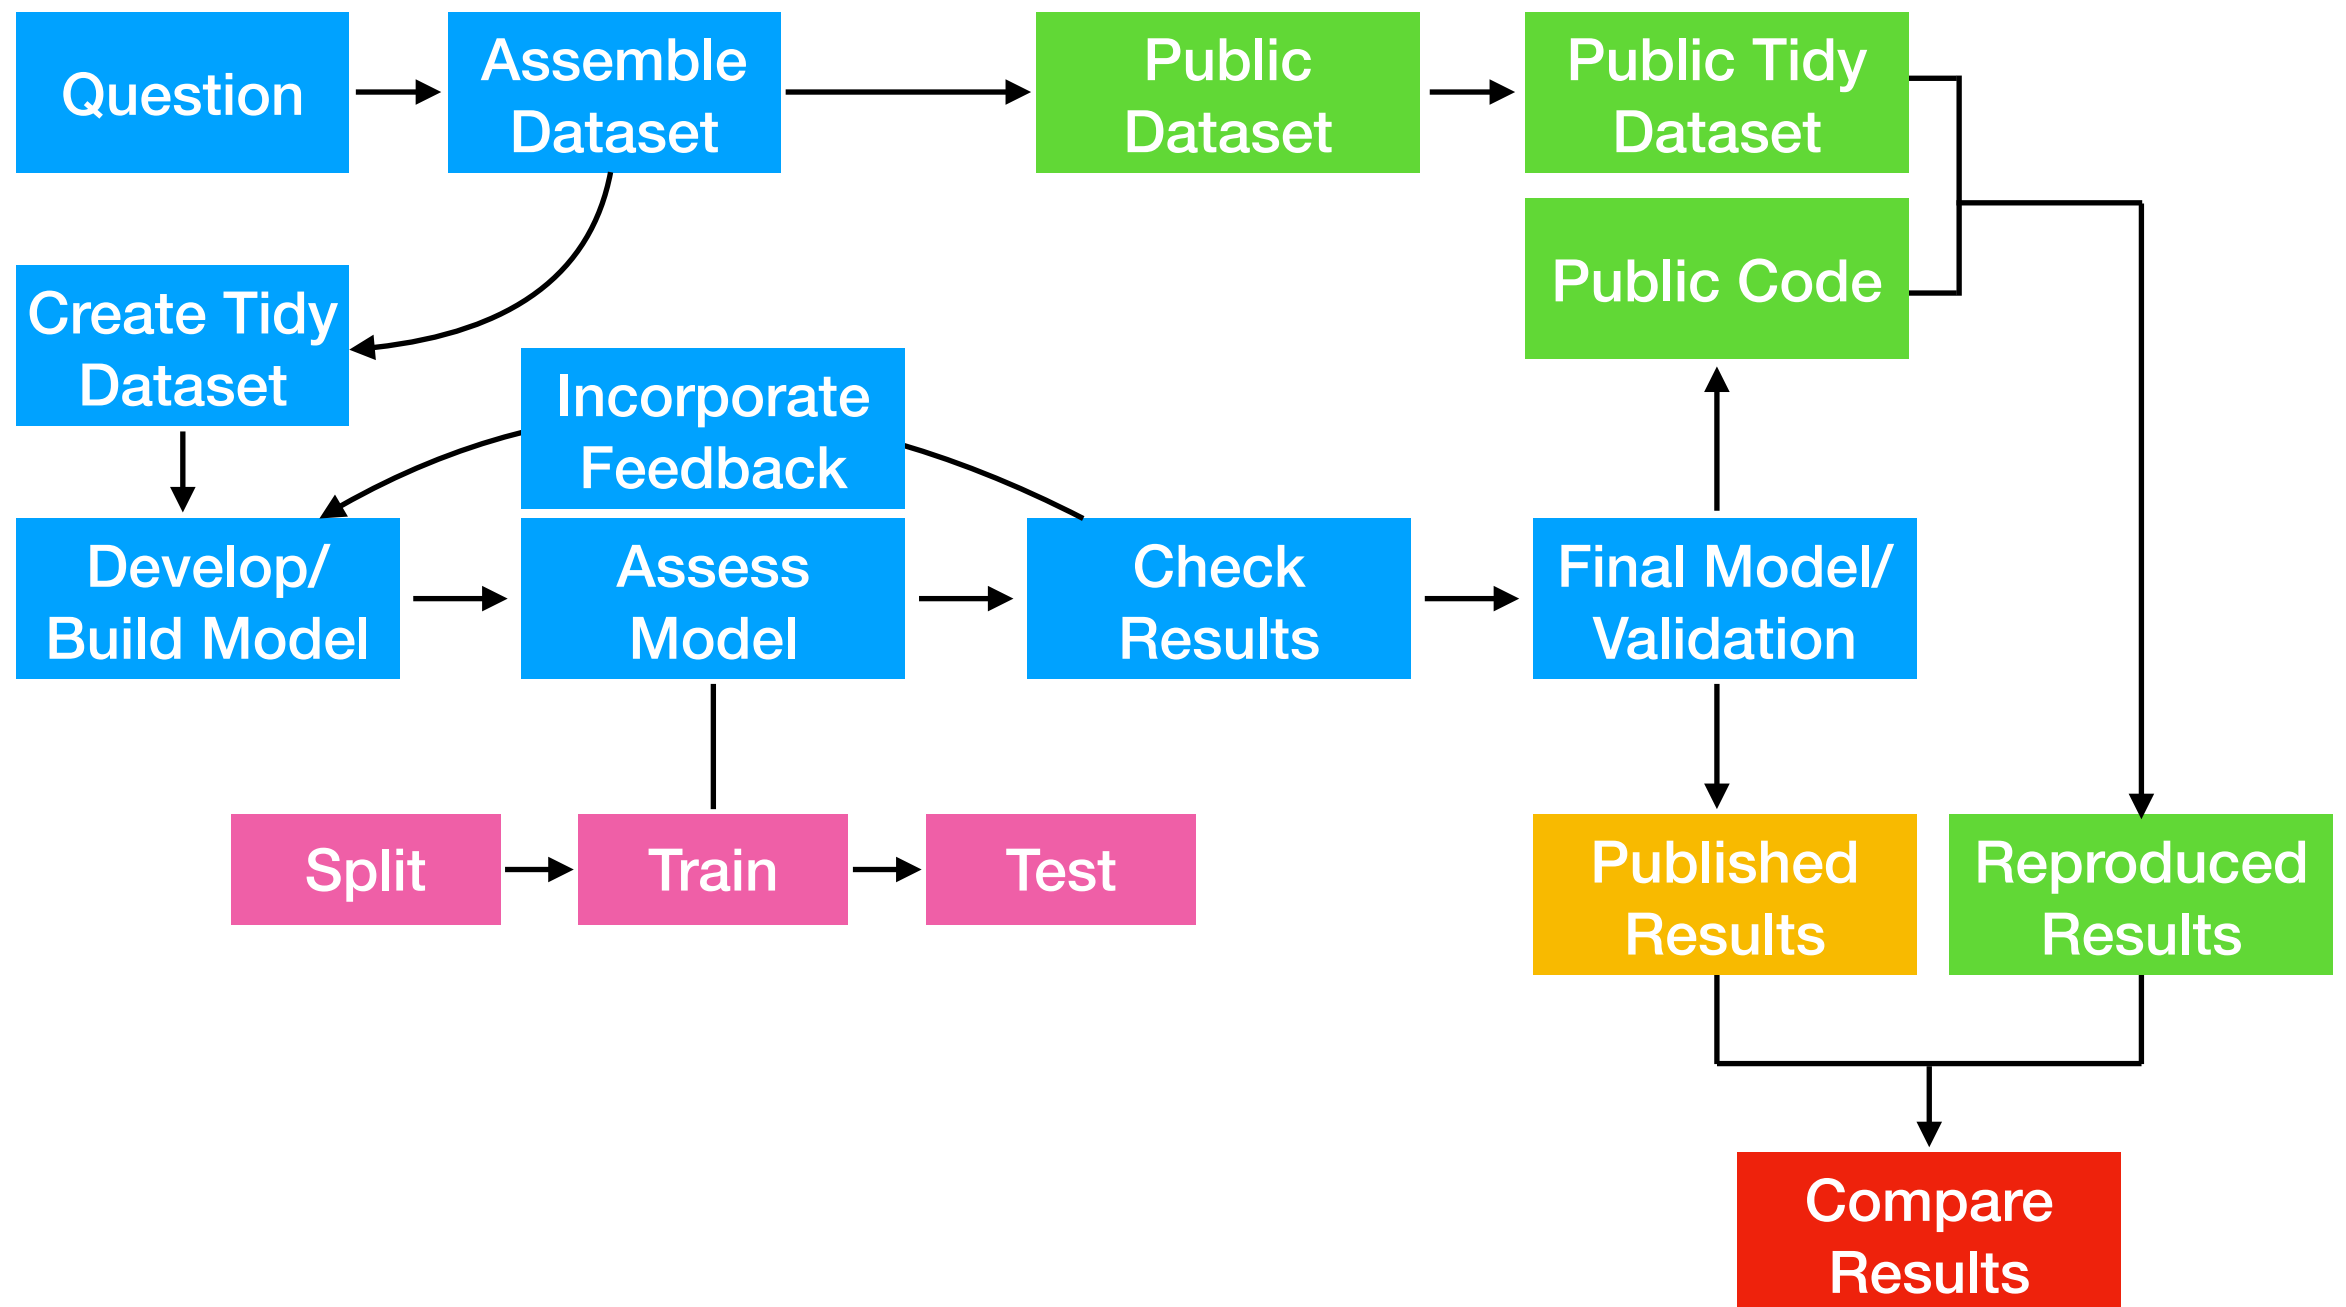 Question
Assemble
Dataset
Public
Dataset
Public Tidy
Dataset
Public Code
Create Tidy
Dataset
Incorporate
Feedback
Develop/
Build Model
Assess
Model
Check
Results
Final Model/
Validation
Split
Train
Test
Published
Results
Reproduced
Results
Compare
Results